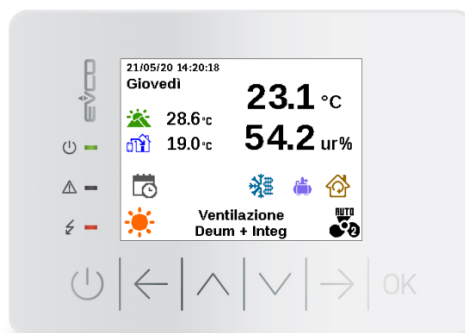 EVCO
21/05/20 14:20:18
Giovedì
23.1 °C
28.6 °C
19.0 °C
54.2 ur%
Ventilazione
Deum + Integ
AUTO
2
OK